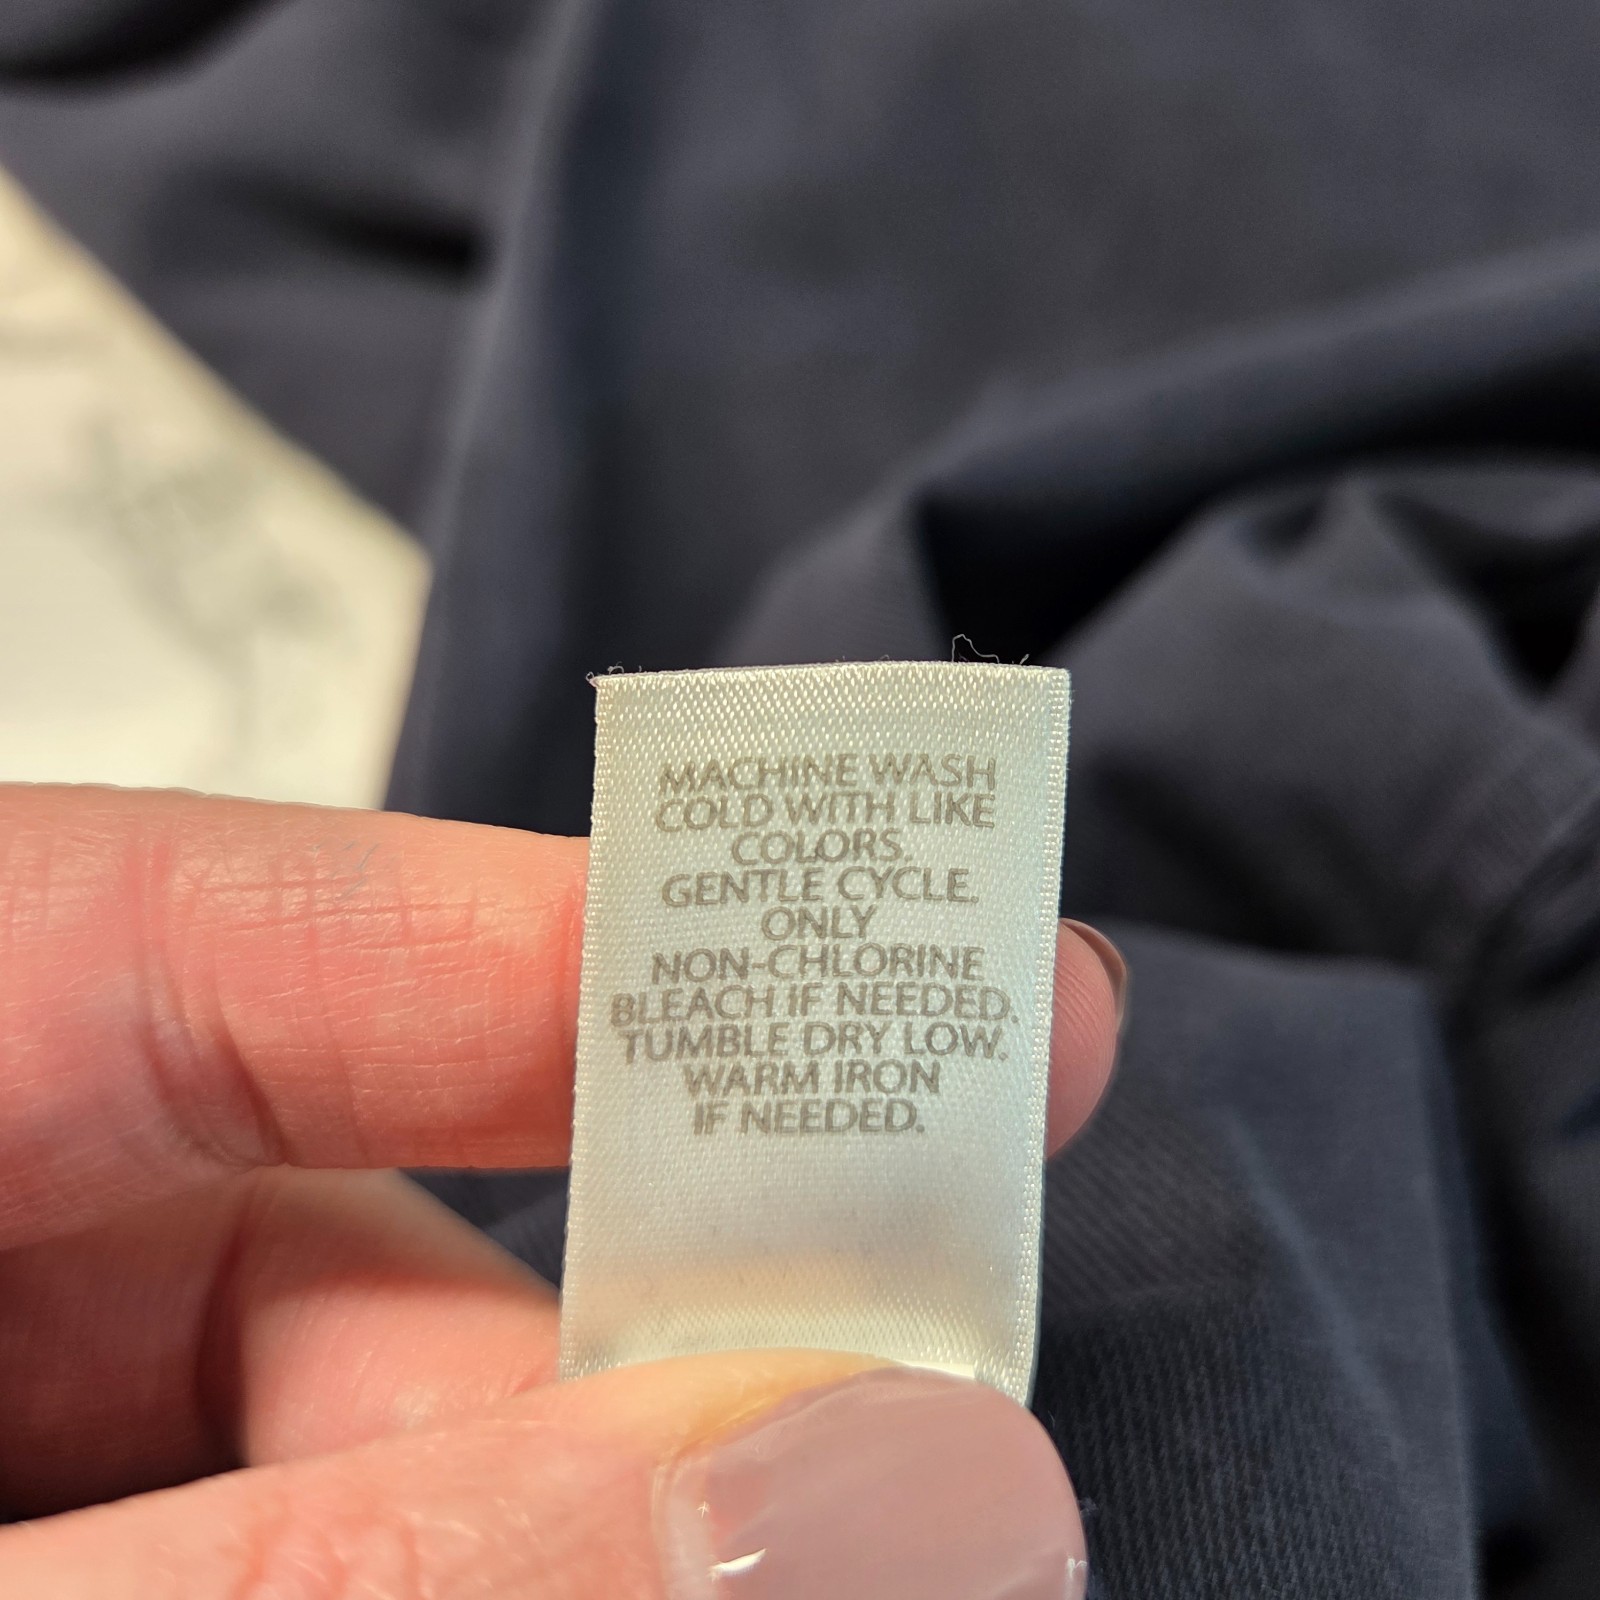 MACHINE WASH
COLD WITH LIKE
COLORS.
GENTLE CYCLE.
ONLY
NON-CHLORINE
BLEACH IF NEEDED.
TUMBLE DRY LOW.
WARM IRON
IF NEEDED.